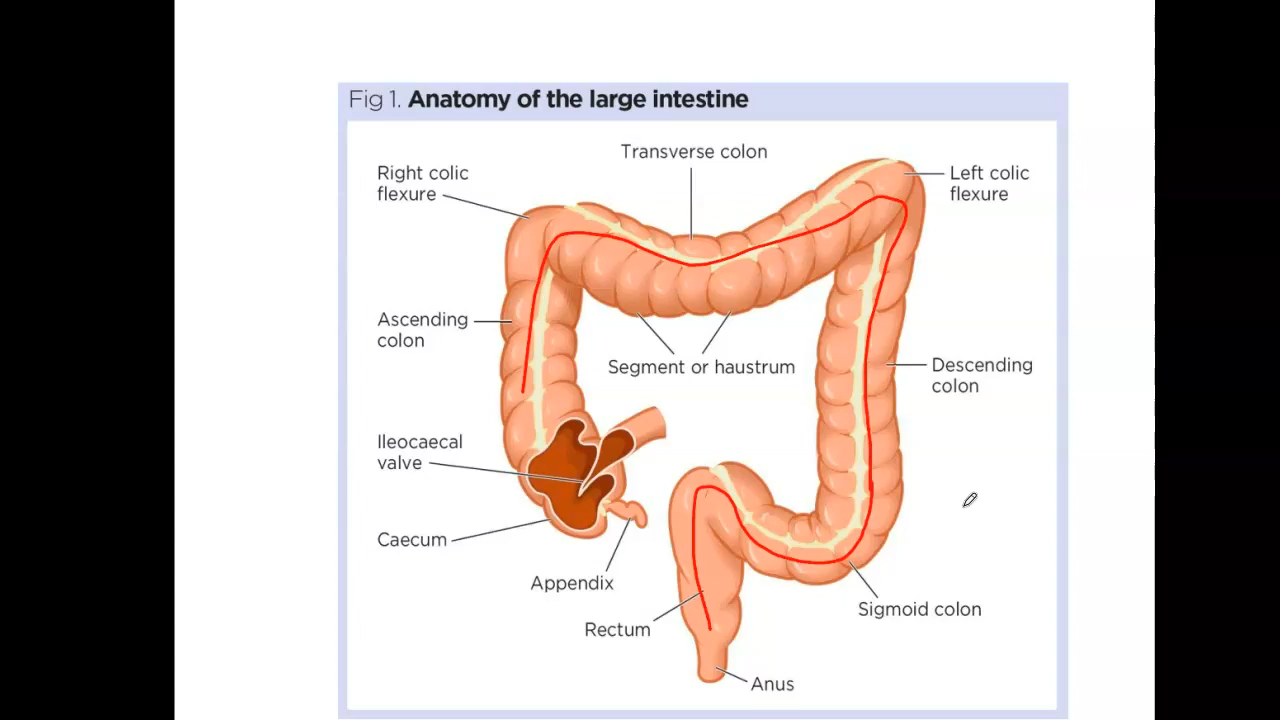 Fig 1. Anatomy of the large intestine
Transverse colon
Right colic
flexure
Left colic
flexure
Ascending
colon
Segment or haustrum
Descending
colon
Ileocaecal
valve
Caecum
Appendix
Sigmoid colon
Rectum
Anus